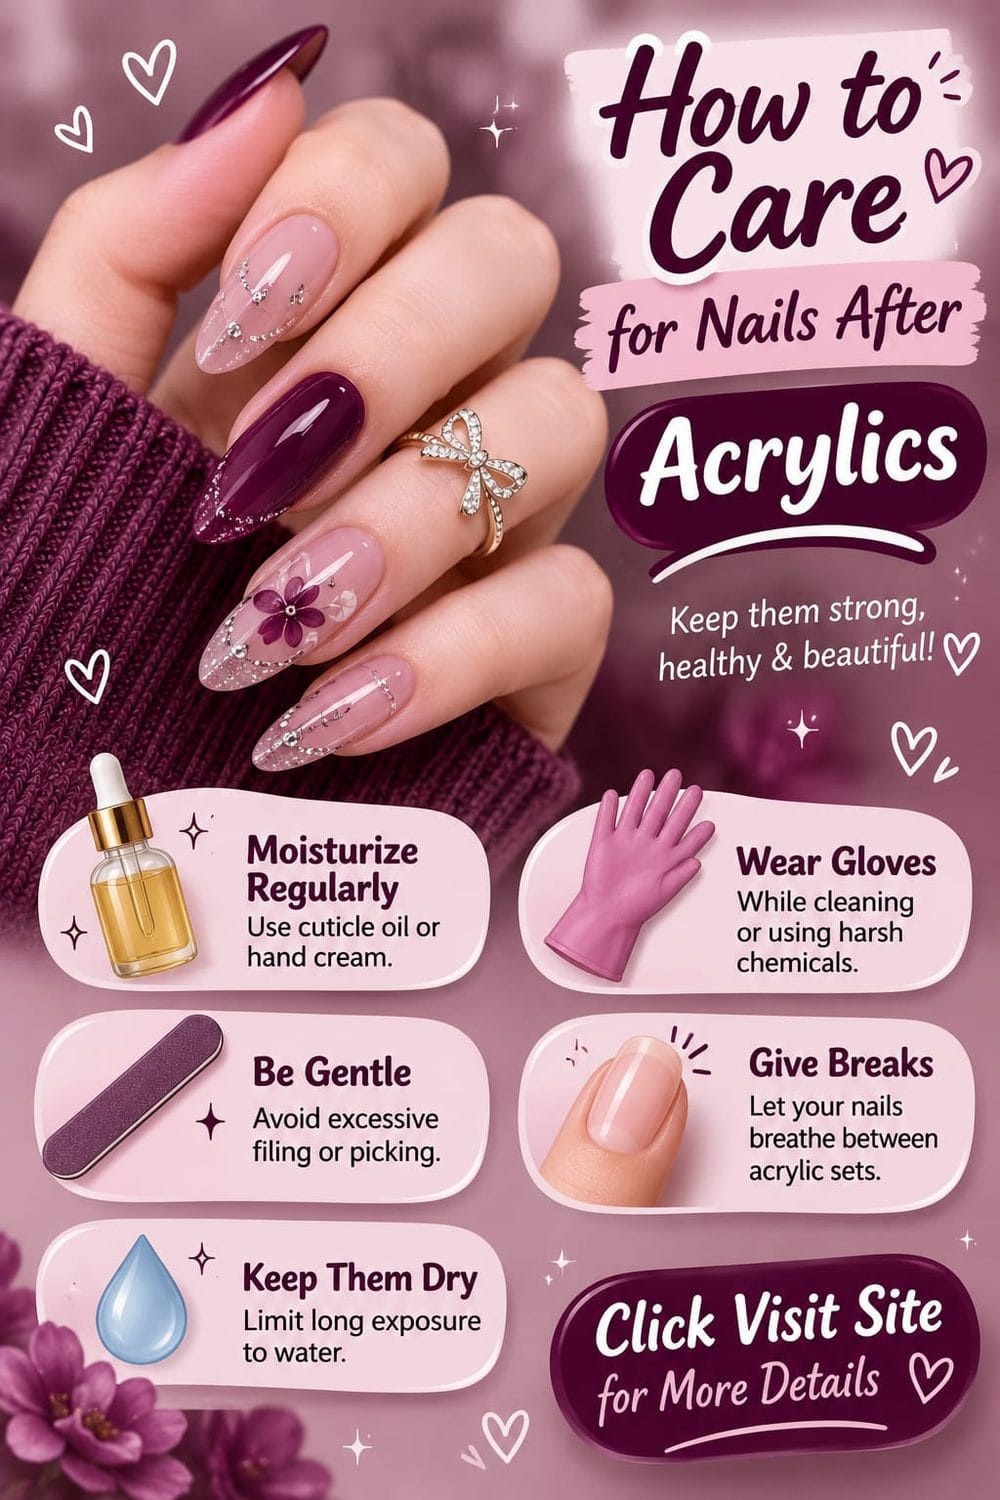 How to
Care
for Nails After
Acrylics
Keep them strong,
healthy & beautiful!
Moisturize
Regularly
Use cuticle oil or
hand cream.
Wear Gloves
While cleaning
or using harsh
chemicals.
Be Gentle
Avoid excessive
filing or picking.
Give Breaks
Let your nails
breathe between
acrylic sets.
Keep Them Dry
Limit long exposure
to water.
Click Visit Site
for More Details